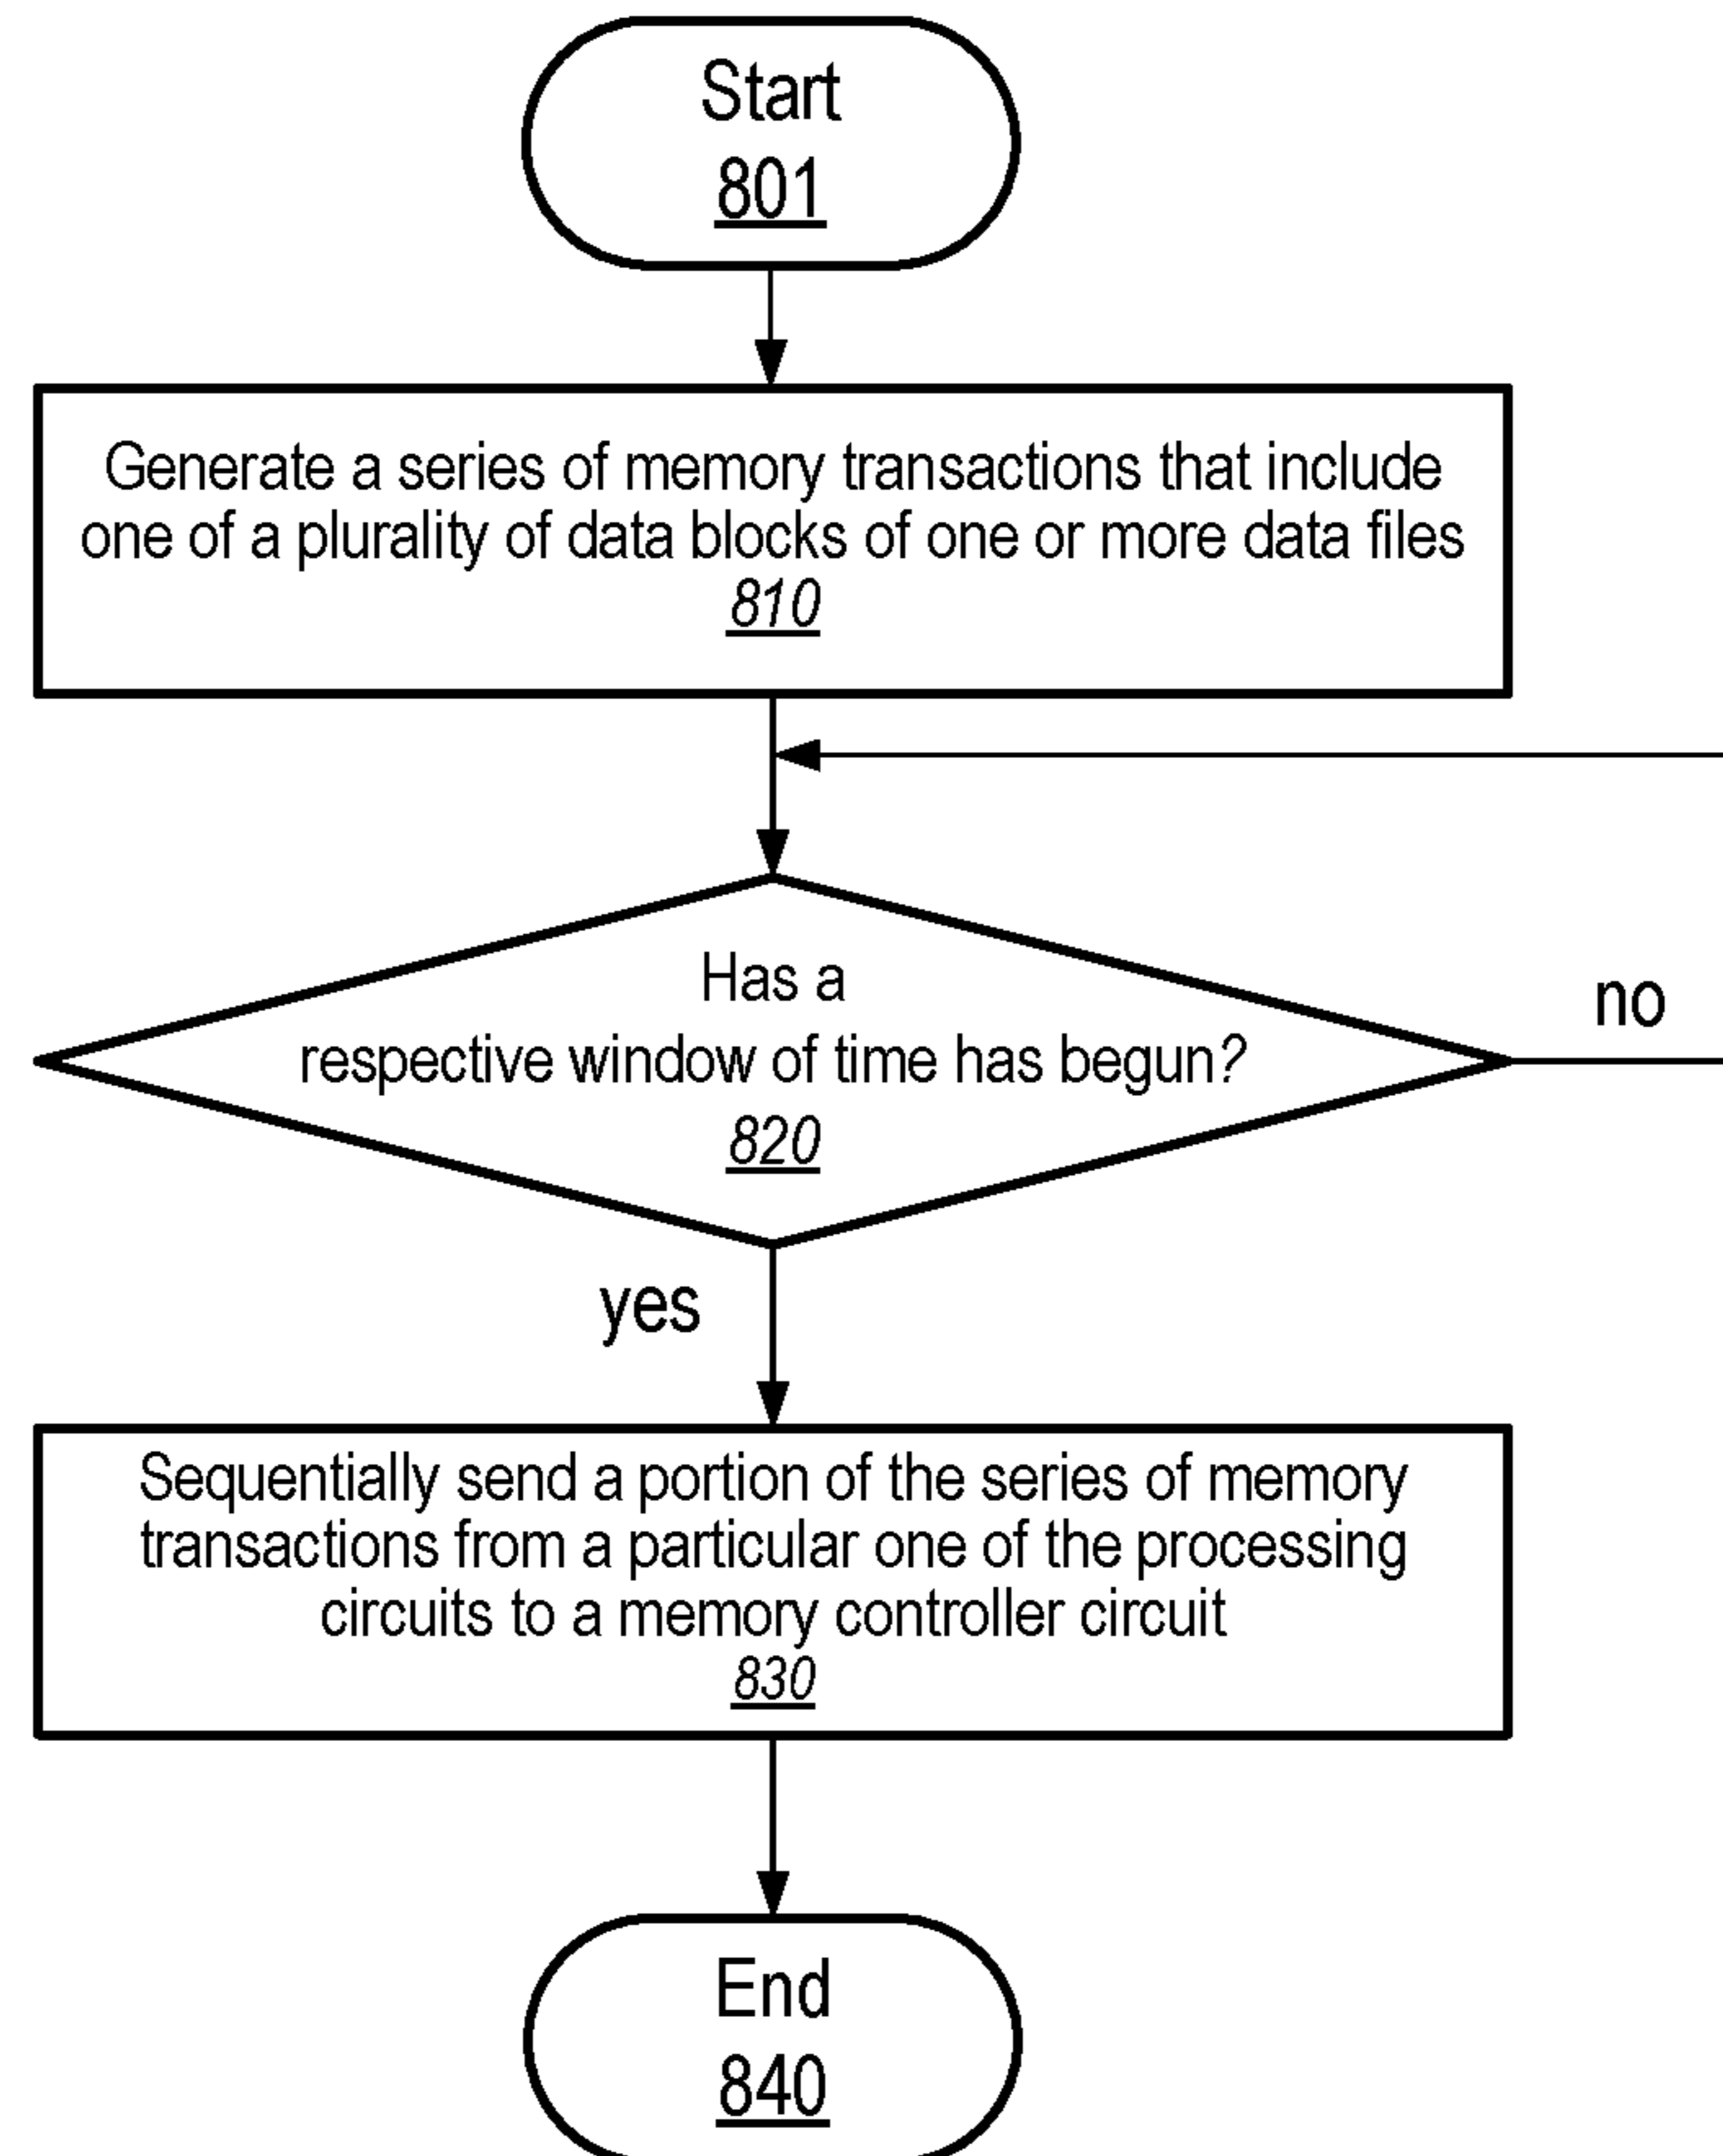 Start
801
Generate a series of memory transactions that include
one of a plurality of data blocks of one or more data files
810
Has a
respective window of time has begun?
820
no
yes
Sequentially send a portion of the series of memory
transactions from a particular one of the processing
circuits to a memory controller circuit
830
End
840